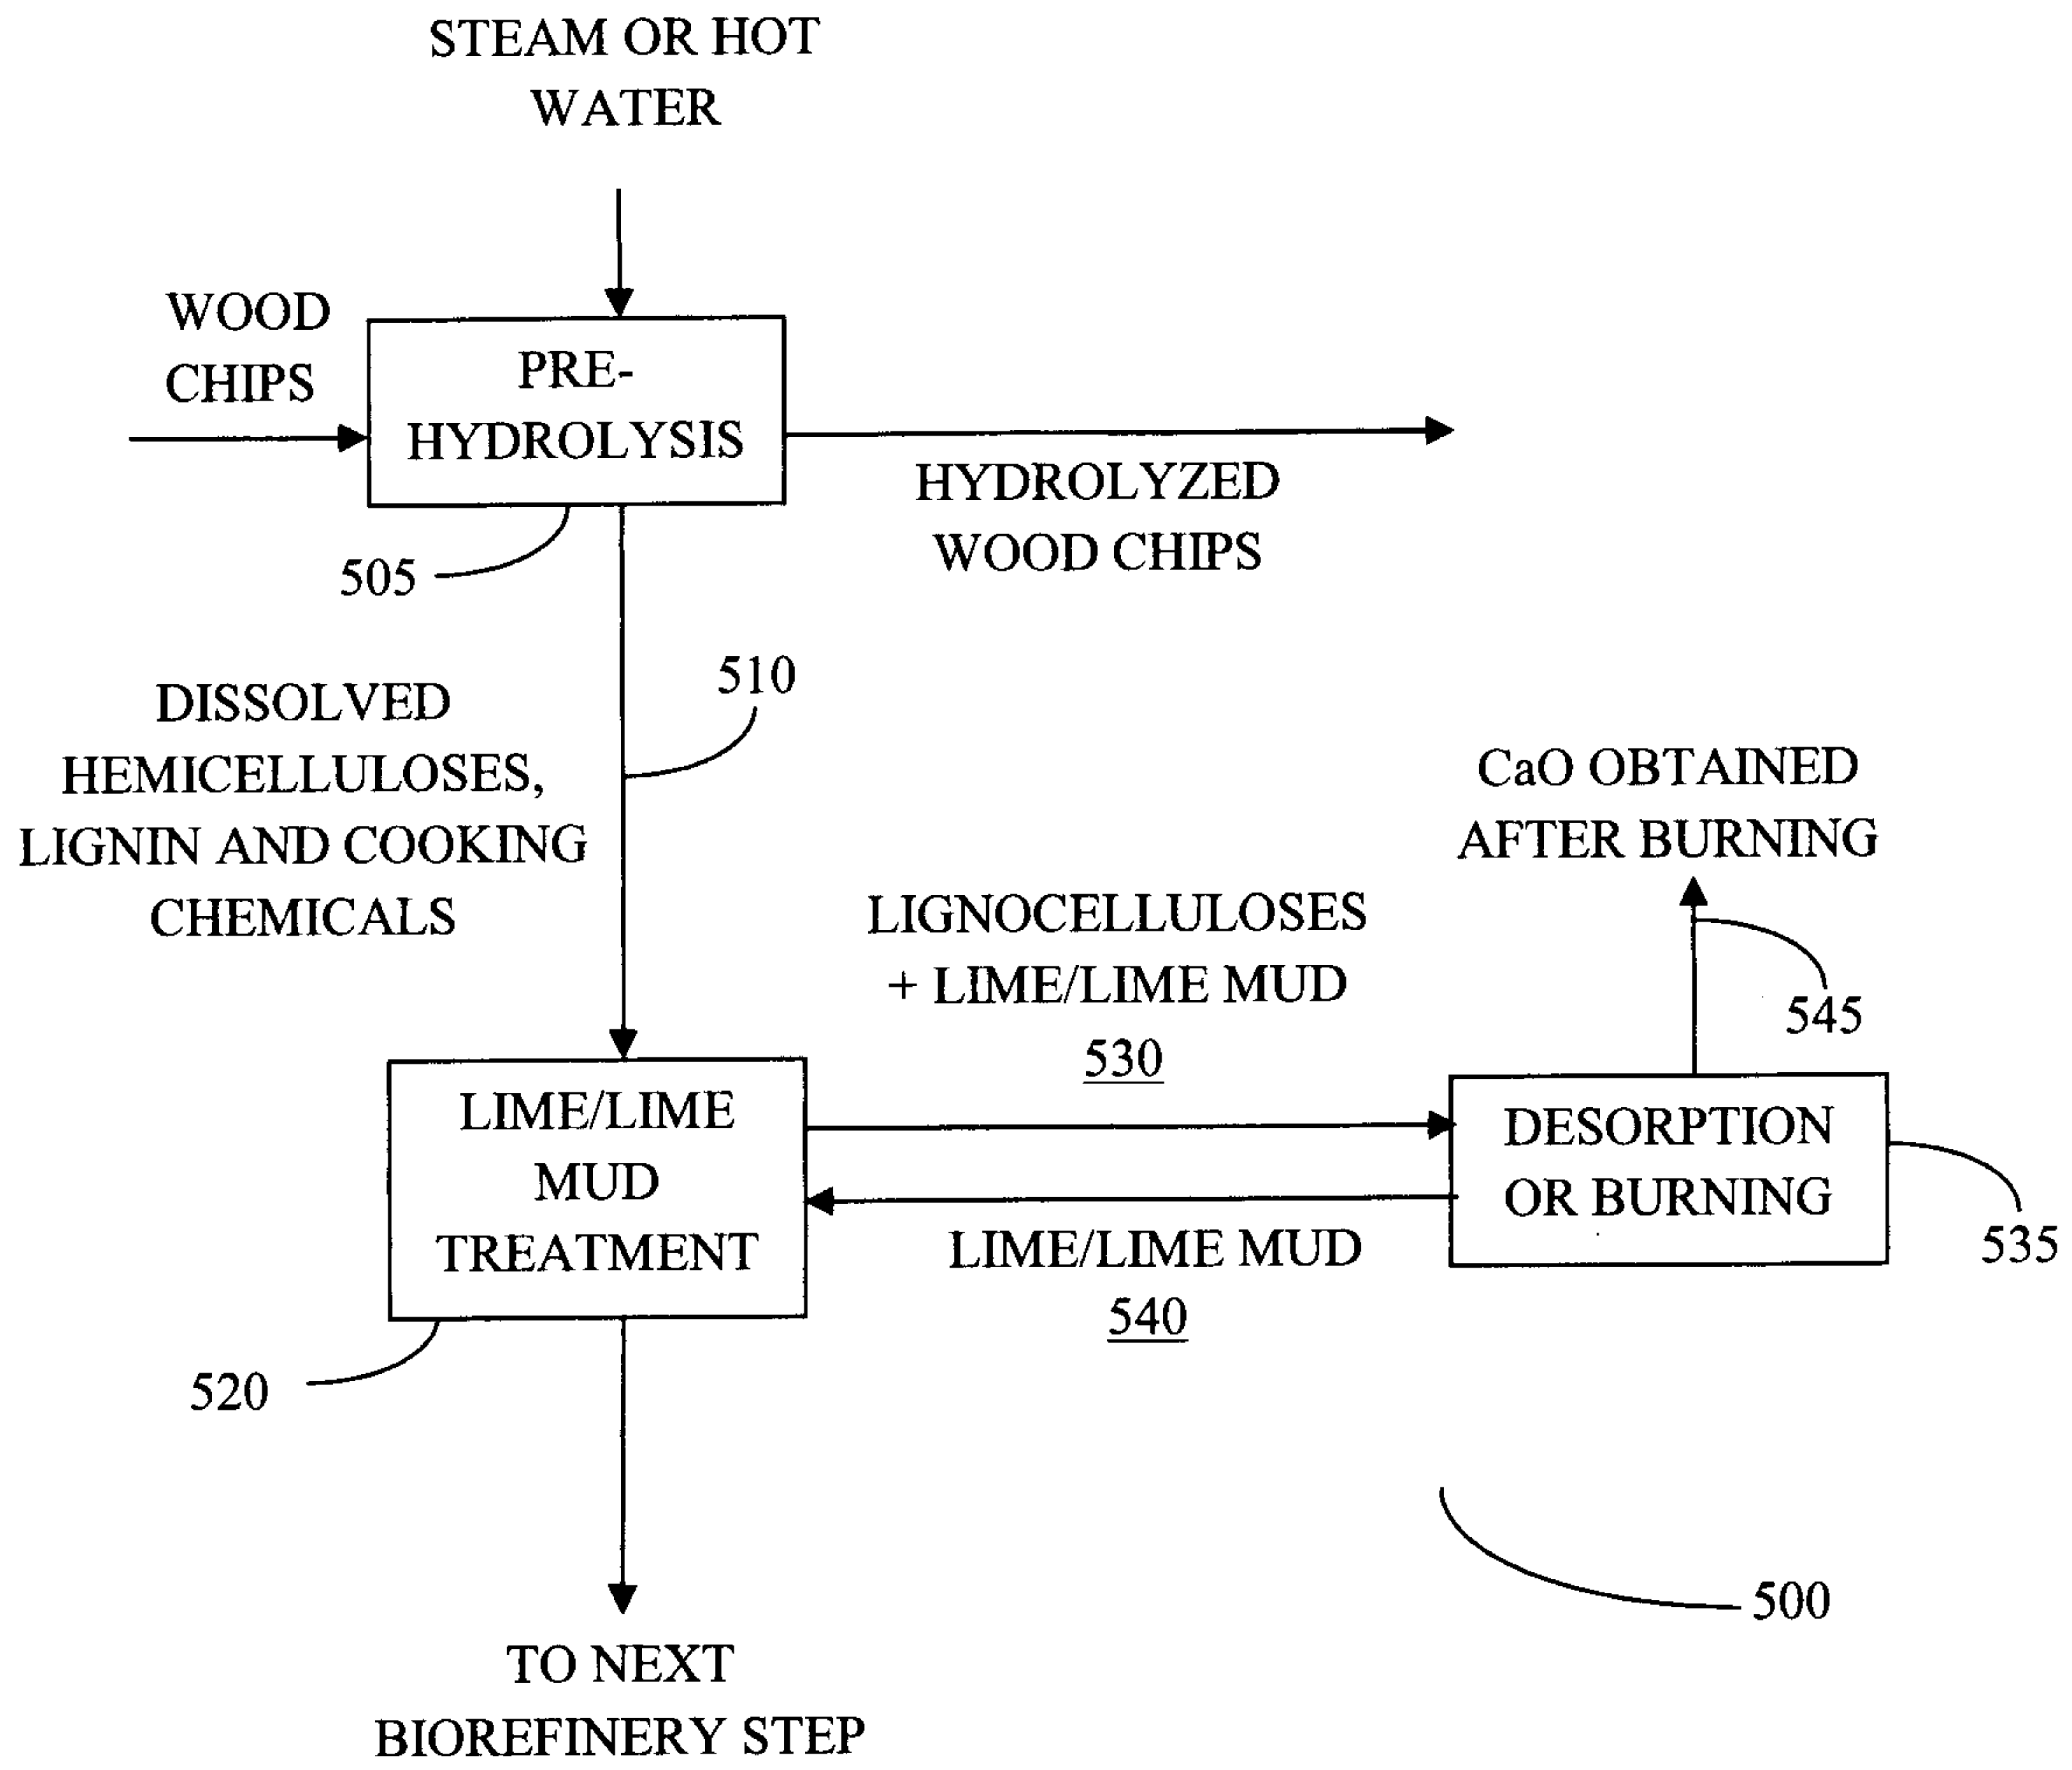 STEAM OR HOT
WATER
WOOD
CHIPS
PRE-
HYDROLYSIS
HYDROLYZED
WOOD CHIPS
505
510
DISSOLVED
HEMICELLULOSES,
LIGNIN AND COOKING
CHEMICALS
CaO OBTAINED
AFTER BURNING
LIGNOCELLULOSES
+ LIME/LIME MUD
530
545
LIME/LIME
MUD
TREATMENT
DESORPTION
OR BURNING
535
LIME/LIME MUD
540
520
500
TO NEXT
BIOREFINERY STEP